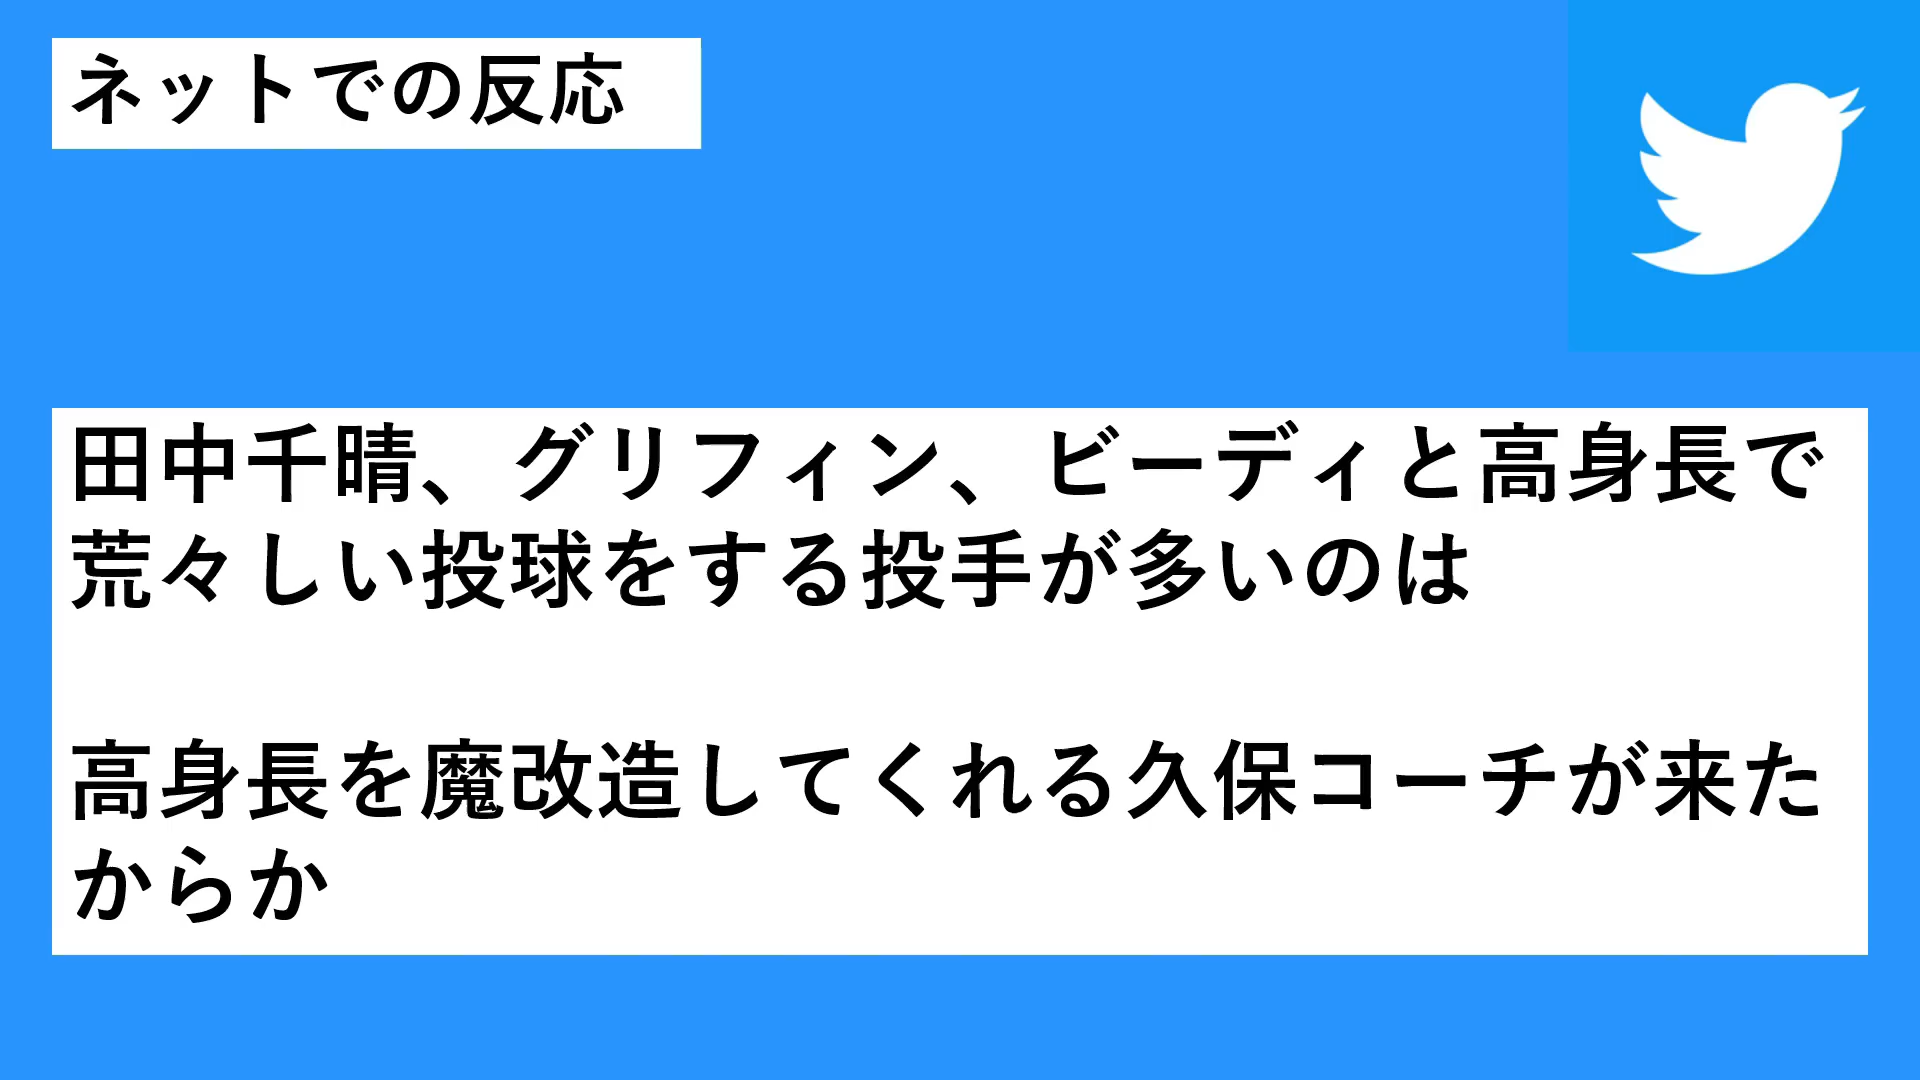 ネットでの反応
田中千晴、グリフィン、ビーディと高身長で
荒々しい投球をする投手が多いのは
高身長を魔改造してくれる久保コーチが来た
からか